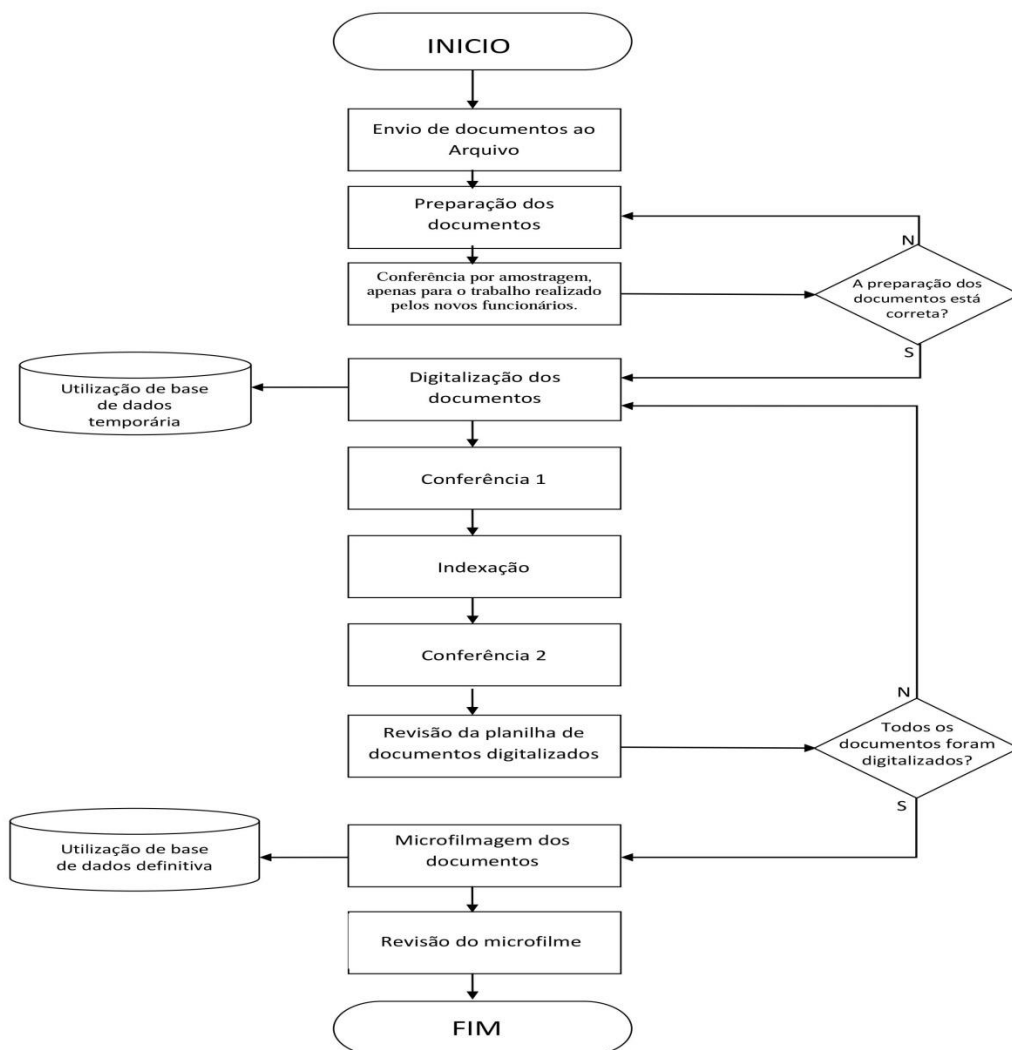 INICIO
Envio de documentos ao
Arquivo
Preparação dos
documentos
N
Conferência por amostragem,
apenas para o trabalho realizado
pelos novos funcionários.
A preparação dos
documentos está
correta?
S
Digitalização dos
documentos
Utilização de base
de dados
temporária
Conferência 1
Indexação
Conferência 2
N
Revisão da planilha de
documentos digitalizados
Todos os
documentos foram
digitalizados?
S
Microfilmagem dos
documentos
Utilização de base
de dados definitiva
Revisão do microfilme
FIM